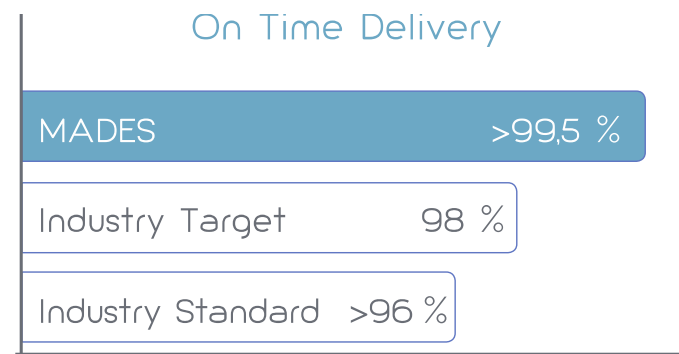 On Time Delivery
MADES >99,5 %
Industry Target 98 %
Industry Standard >96 %